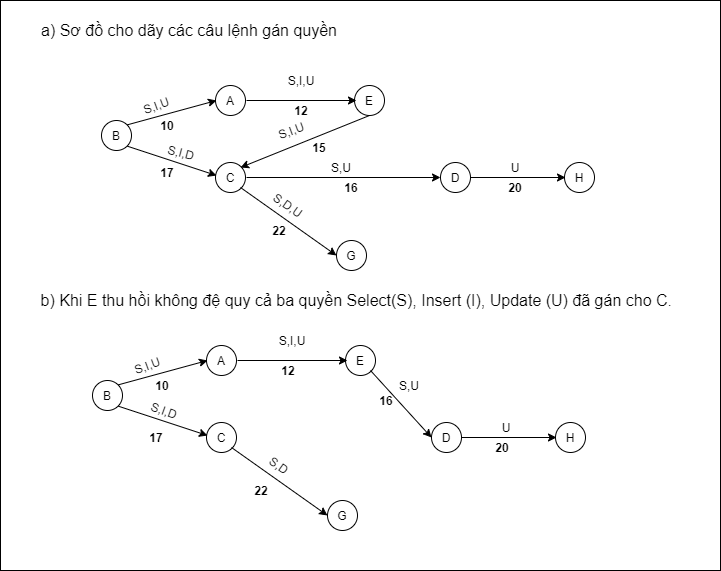 a) Sơ đồ cho dãy các câu lệnh gán quyền
S,I,U
A
E
S,I,U
12
10
S,I,U
B
15
S,I,D
S,U
U
17
C
D
H
16
20
S,D,U
22
G
b) Khi E thu hồi không đệ quy cả ba quyền Select(S), Insert (I), Update (U) đã gán cho C.
S,I,U
A
E
S,I,U
12
10
S,U
B
16
S,I,D
U
17
C
D
H
20
S,D
22
G